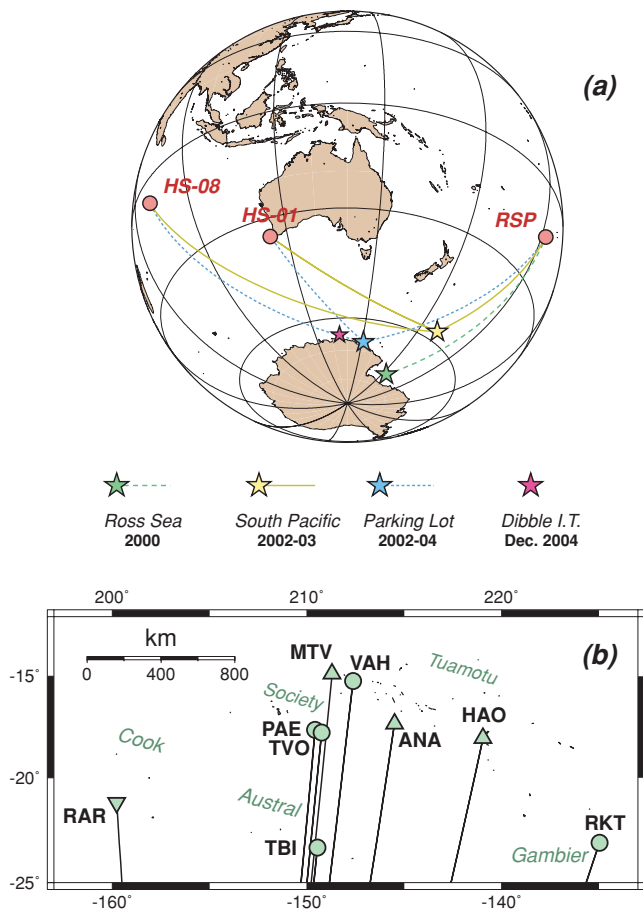 (a)
HS-08
HS-01
RSP
Ross Sea
2000
South Pacific
2002-03
Parking Lot
2002-04
Dibble I.T.
Dec. 2004
200° 210° 220°
km
0 400 800
(b)
-15°
-20°
-25°
MTV
VAH
Tuamotu
Society
HAO
PAE
TVO
ANA
Cook
Austral
RAR
TBI
RKT
Gambier
-160° -150° -140°